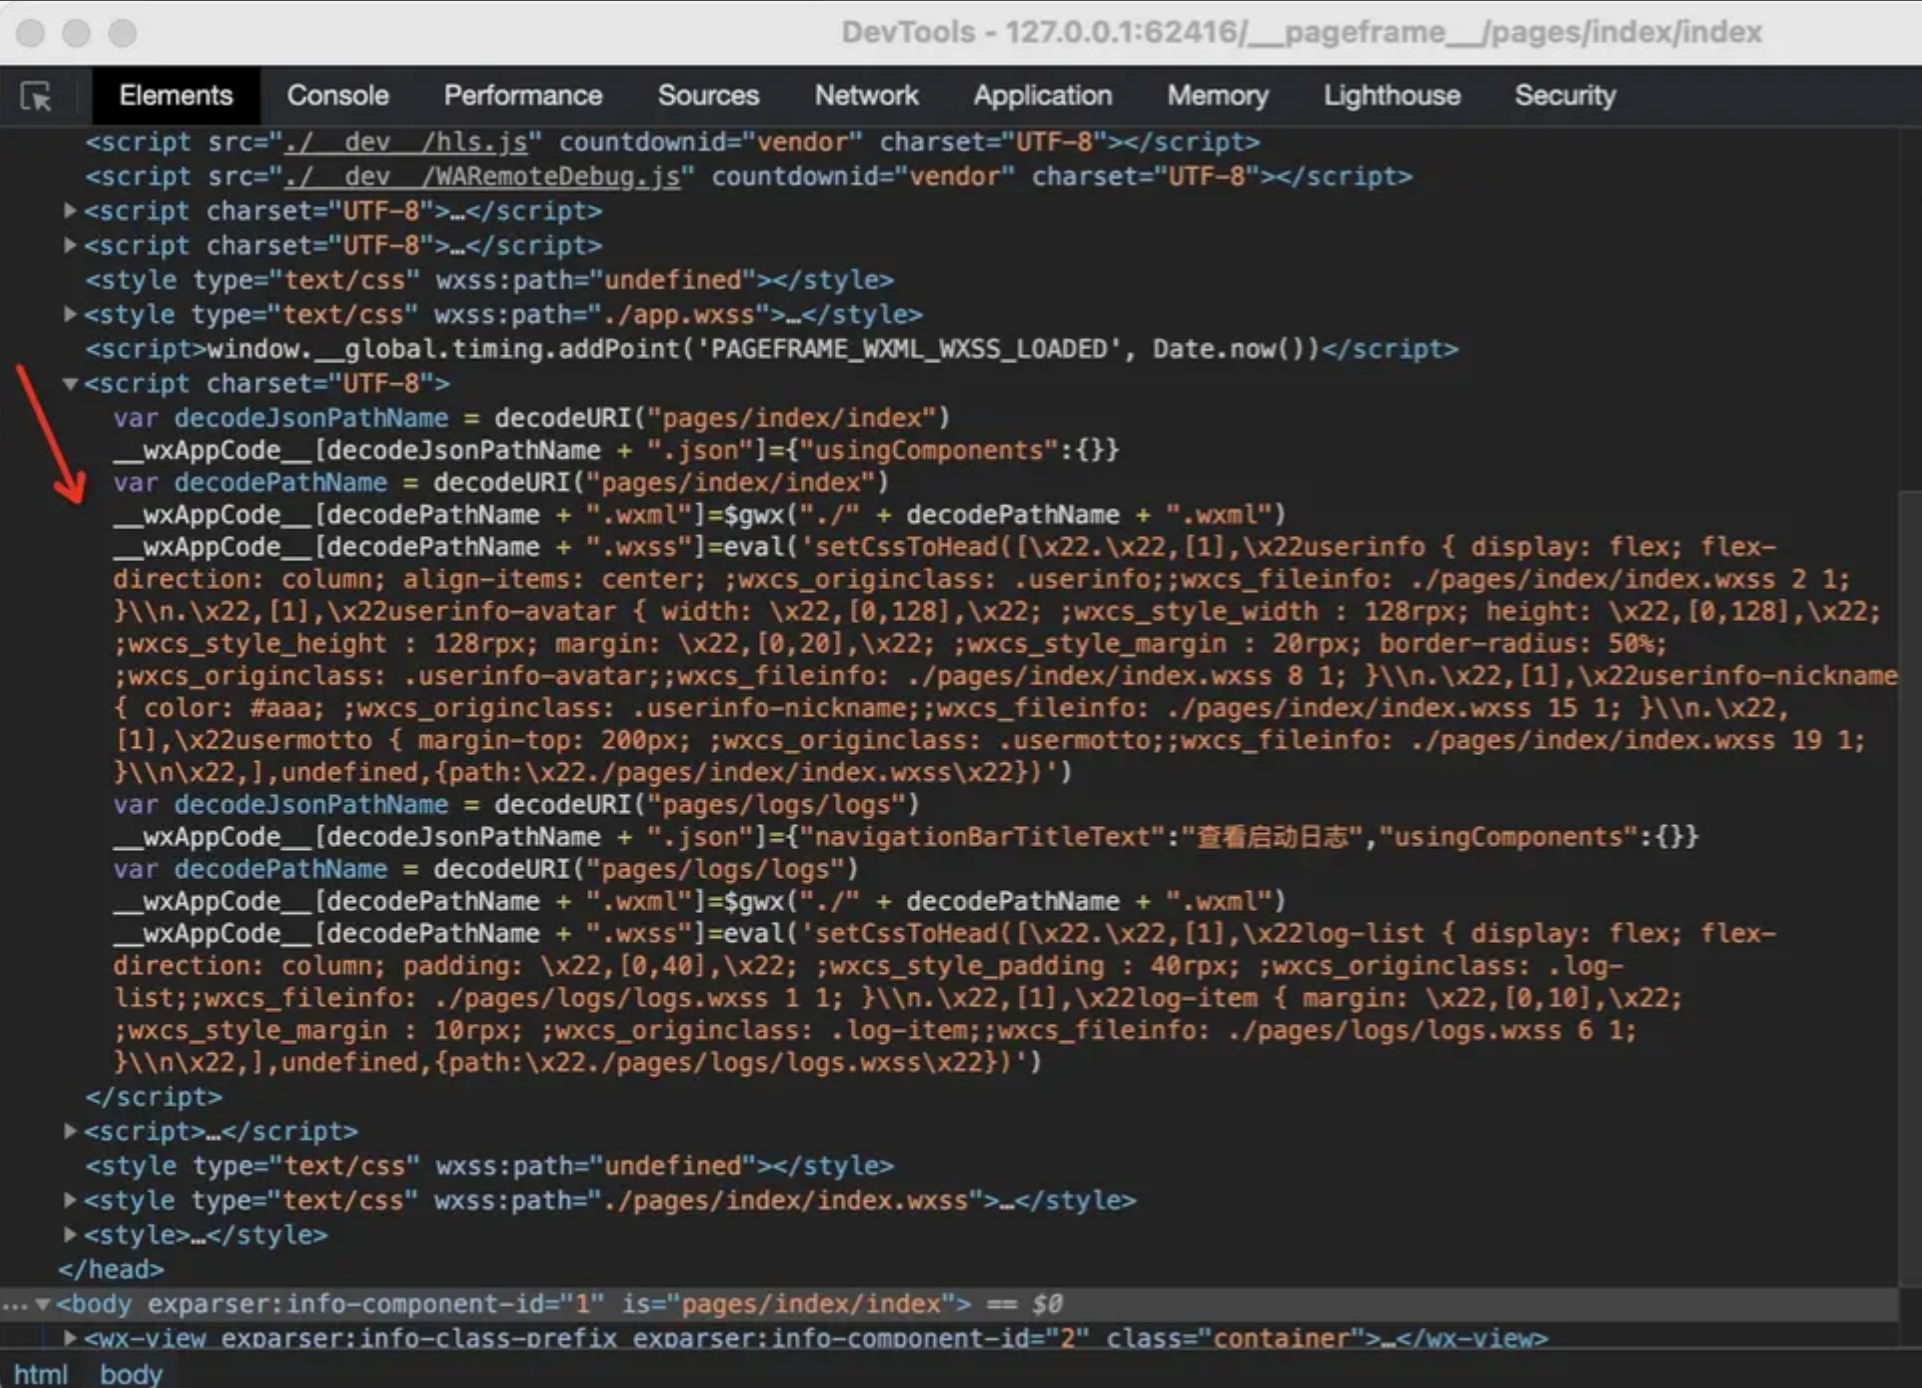 DevTools - 127.0.0.1:62416/__pageframe__/pages/index/index
Elements Console Performance Sources Network Application Memory Lighthouse Security
<script src="./__dev__/hls.js" countdownid="vendor" charset="UTF-8"></script>
<script src="./__dev__/WARemoteDebug.js" countdownid="vendor" charset="UTF-8"></script>
▶<script charset="UTF-8">…</script>
▶<script charset="UTF-8">…</script>
<style type="text/css" wxss:path="undefined"></style>
▶<style type="text/css" wxss:path="./app.wxss">…</style>
<script>window.__global.timing.addPoint('PAGEFRAME_WXML_WXSS_LOADED', Date.now())</script>
▼<script charset="UTF-8">
var decodeJsonPathName = decodeURI("pages/index/index")
__wxAppCode__[decodeJsonPathName + ".json"]={"usingComponents":{}}
var decodePathName = decodeURI("pages/index/index")
__wxAppCode__[decodePathName + ".wxml"]=$gwx("./" + decodePathName + ".wxml")
__wxAppCode__[decodePathName + ".wxss"]=eval('setCssToHead([\x22.\x22,[1],\x22userinfo { display: flex; flex-
direction: column; align-items: center; ;wxcs_originclass: .userinfo;;wxcs_fileinfo: ./pages/index/index.wxss 2 1;
}\\n.\x22,[1],\x22userinfo-avatar { width: \x22,[0,128],\x22; ;wxcs_style_width : 128rpx; height: \x22,[0,128],\x22;
;wxcs_style_height : 128rpx; margin: \x22,[0,20],\x22; ;wxcs_style_margin : 20rpx; border-radius: 50%;
;wxcs_originclass: .userinfo-avatar;;wxcs_fileinfo: ./pages/index/index.wxss 8 1; }\\n.\x22,[1],\x22userinfo-nickname
{ color: #aaa; ;wxcs_originclass: .userinfo-nickname;;wxcs_fileinfo: ./pages/index/index.wxss 15 1; }\\n.\x22,
[1],\x22usermotto { margin-top: 200px; ;wxcs_originclass: .usermotto;;wxcs_fileinfo: ./pages/index/index.wxss 19 1;
}\\n\x22,],undefined,{path:\x22./pages/index/index.wxss\x22})')
var decodeJsonPathName = decodeURI("pages/logs/logs")
__wxAppCode__[decodeJsonPathName + ".json"]={"navigationBarTitleText":"查看启动日志","usingComponents":{}}
var decodePathName = decodeURI("pages/logs/logs")
__wxAppCode__[decodePathName + ".wxml"]=$gwx("./" + decodePathName + ".wxml")
__wxAppCode__[decodePathName + ".wxss"]=eval('setCssToHead([\x22.\x22,[1],\x22log-list { display: flex; flex-
direction: column; padding: \x22,[0,40],\x22; ;wxcs_style_padding : 40rpx; ;wxcs_originclass: .log-
list;;wxcs_fileinfo: ./pages/logs/logs.wxss 1 1; }\\n.\x22,[1],\x22log-item { margin: \x22,[0,10],\x22;
;wxcs_style_margin : 10rpx; ;wxcs_originclass: .log-item;;wxcs_fileinfo: ./pages/logs/logs.wxss 6 1;
}\\n\x22,],undefined,{path:\x22./pages/logs/logs.wxss\x22})')
</script>
▶<script>…</script>
<style type="text/css" wxss:path="undefined"></style>
▶<style type="text/css" wxss:path="./pages/index/index.wxss">…</style>
▶<style>…</style>
</head>
…▼<body exparser:info-component-id="1" is="pages/index/index"> == $0
▶<wx-view exparser:info-class-prefix exparser:info-component-id="2" class="container">…</wx-view>
html body